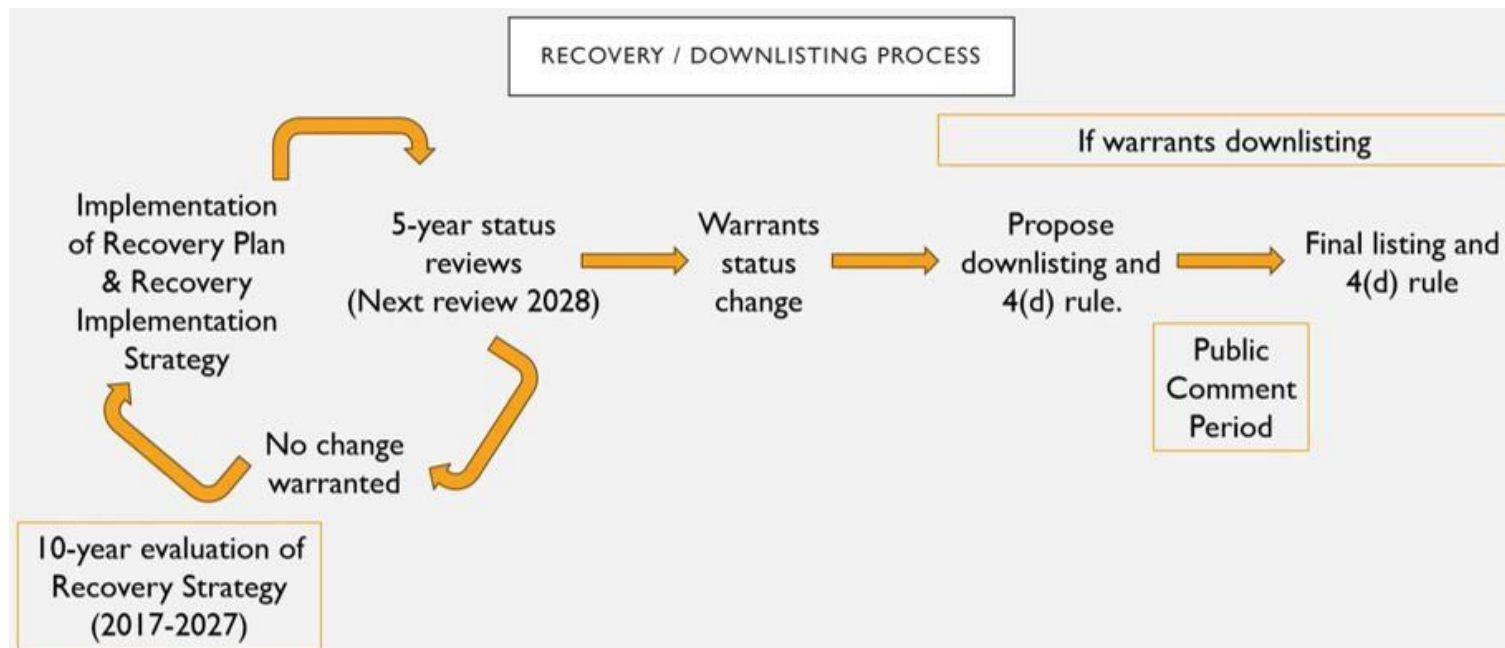 RECOVERY / DOWNLISTING PROCESS
If warrants downlisting
Implementation
of Recovery Plan
& Recovery
Implementation
Strategy
5-year status
reviews
(Next review 2028)
Warrants
status
change
Propose
downlisting and
4(d) rule.
Final listing and
4(d) rule
Public
Comment
Period
No change
warranted
10-year evaluation of
Recovery Strategy
(2017-2027)